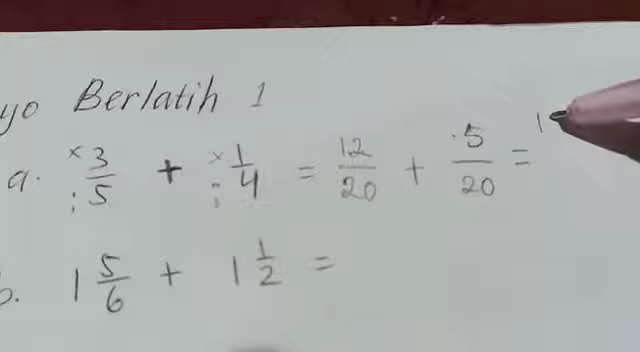 yo Berlatih 1
a. × 3/5 : + × 1/4 : = 12/20 + 5/20 = 1
b. 1 5/6 + 1 1/2 =